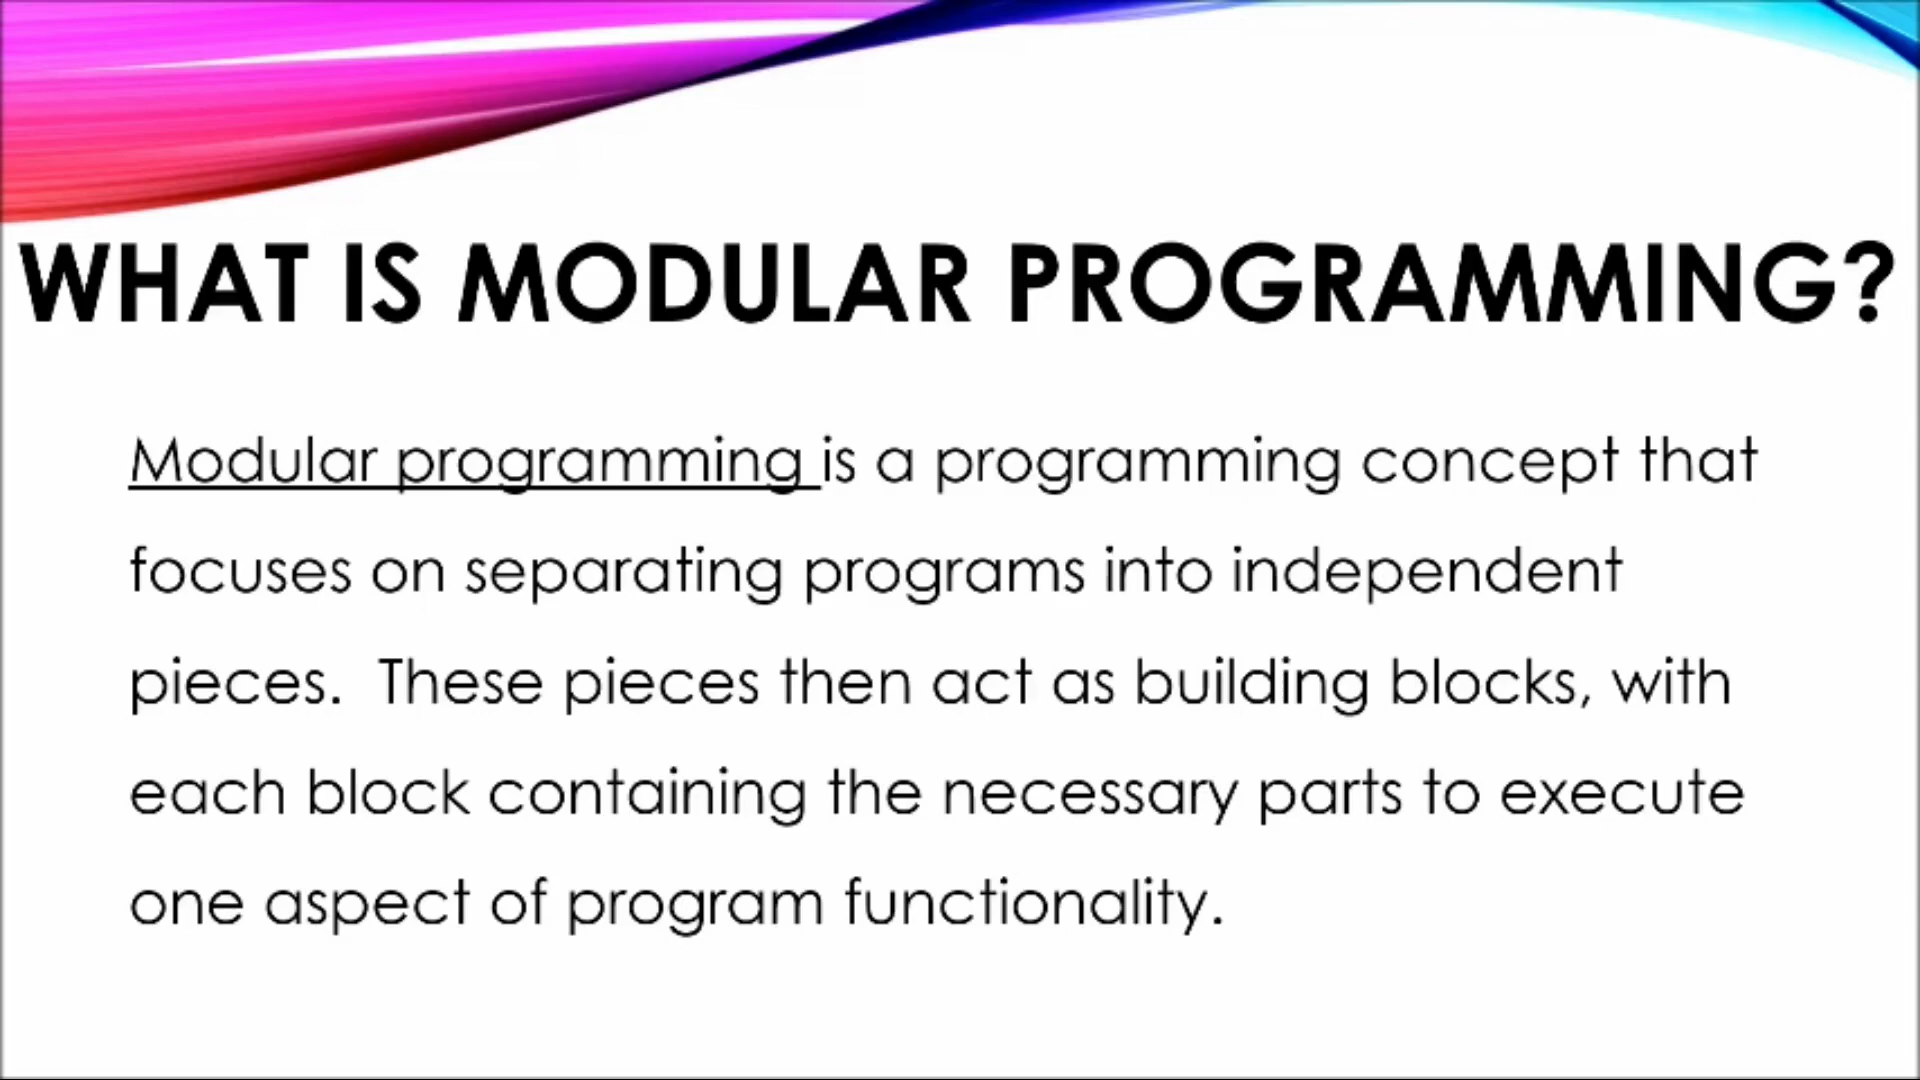 WHAT IS MODULAR PROGRAMMING?
Modular programming is a programming concept that
focuses on separating programs into independent
pieces.  These pieces then act as building blocks, with
each block containing the necessary parts to execute
one aspect of program functionality.